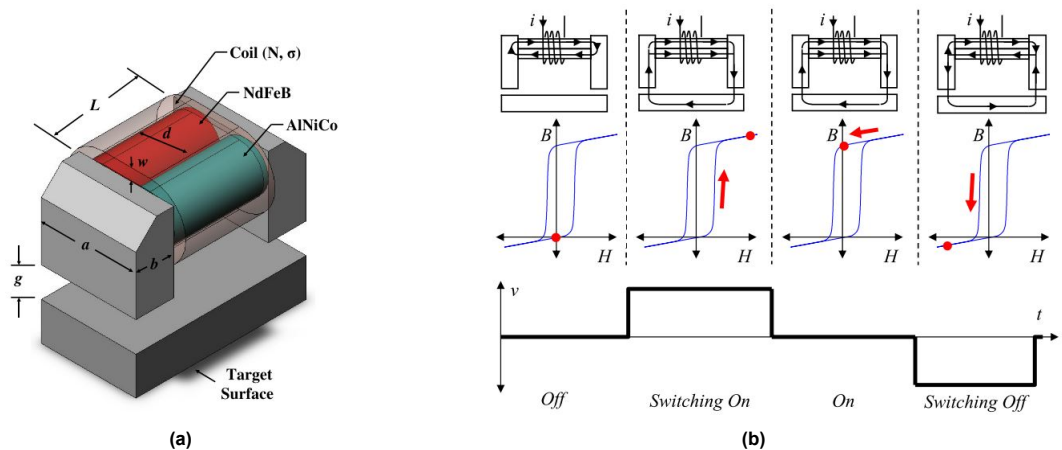 Coil (N, σ)
NdFeB
AlNiCo
L
d
w
a
b
g
Target
Surface
(a)
i
i
i
i
B
B
B
B
H
H
H
H
v
t
Off
Switching On
On
Switching Off
(b)